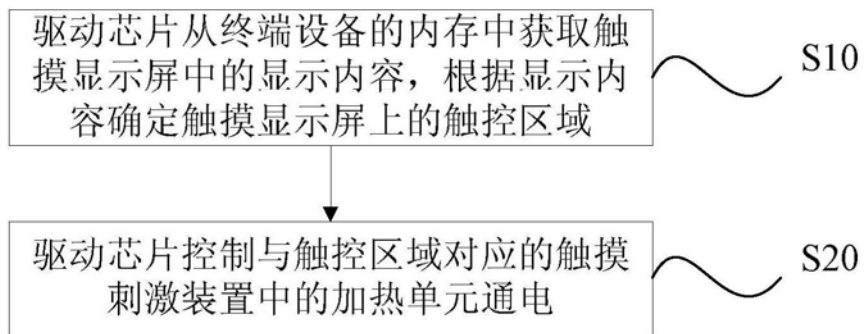 驱动芯片从终端设备的内存中获取触
摸显示屏中的显示内容，根据显示内
容确定触摸显示屏上的触控区域
S10
驱动芯片控制与触控区域对应的触摸
刺激装置中的加热单元通电
S20